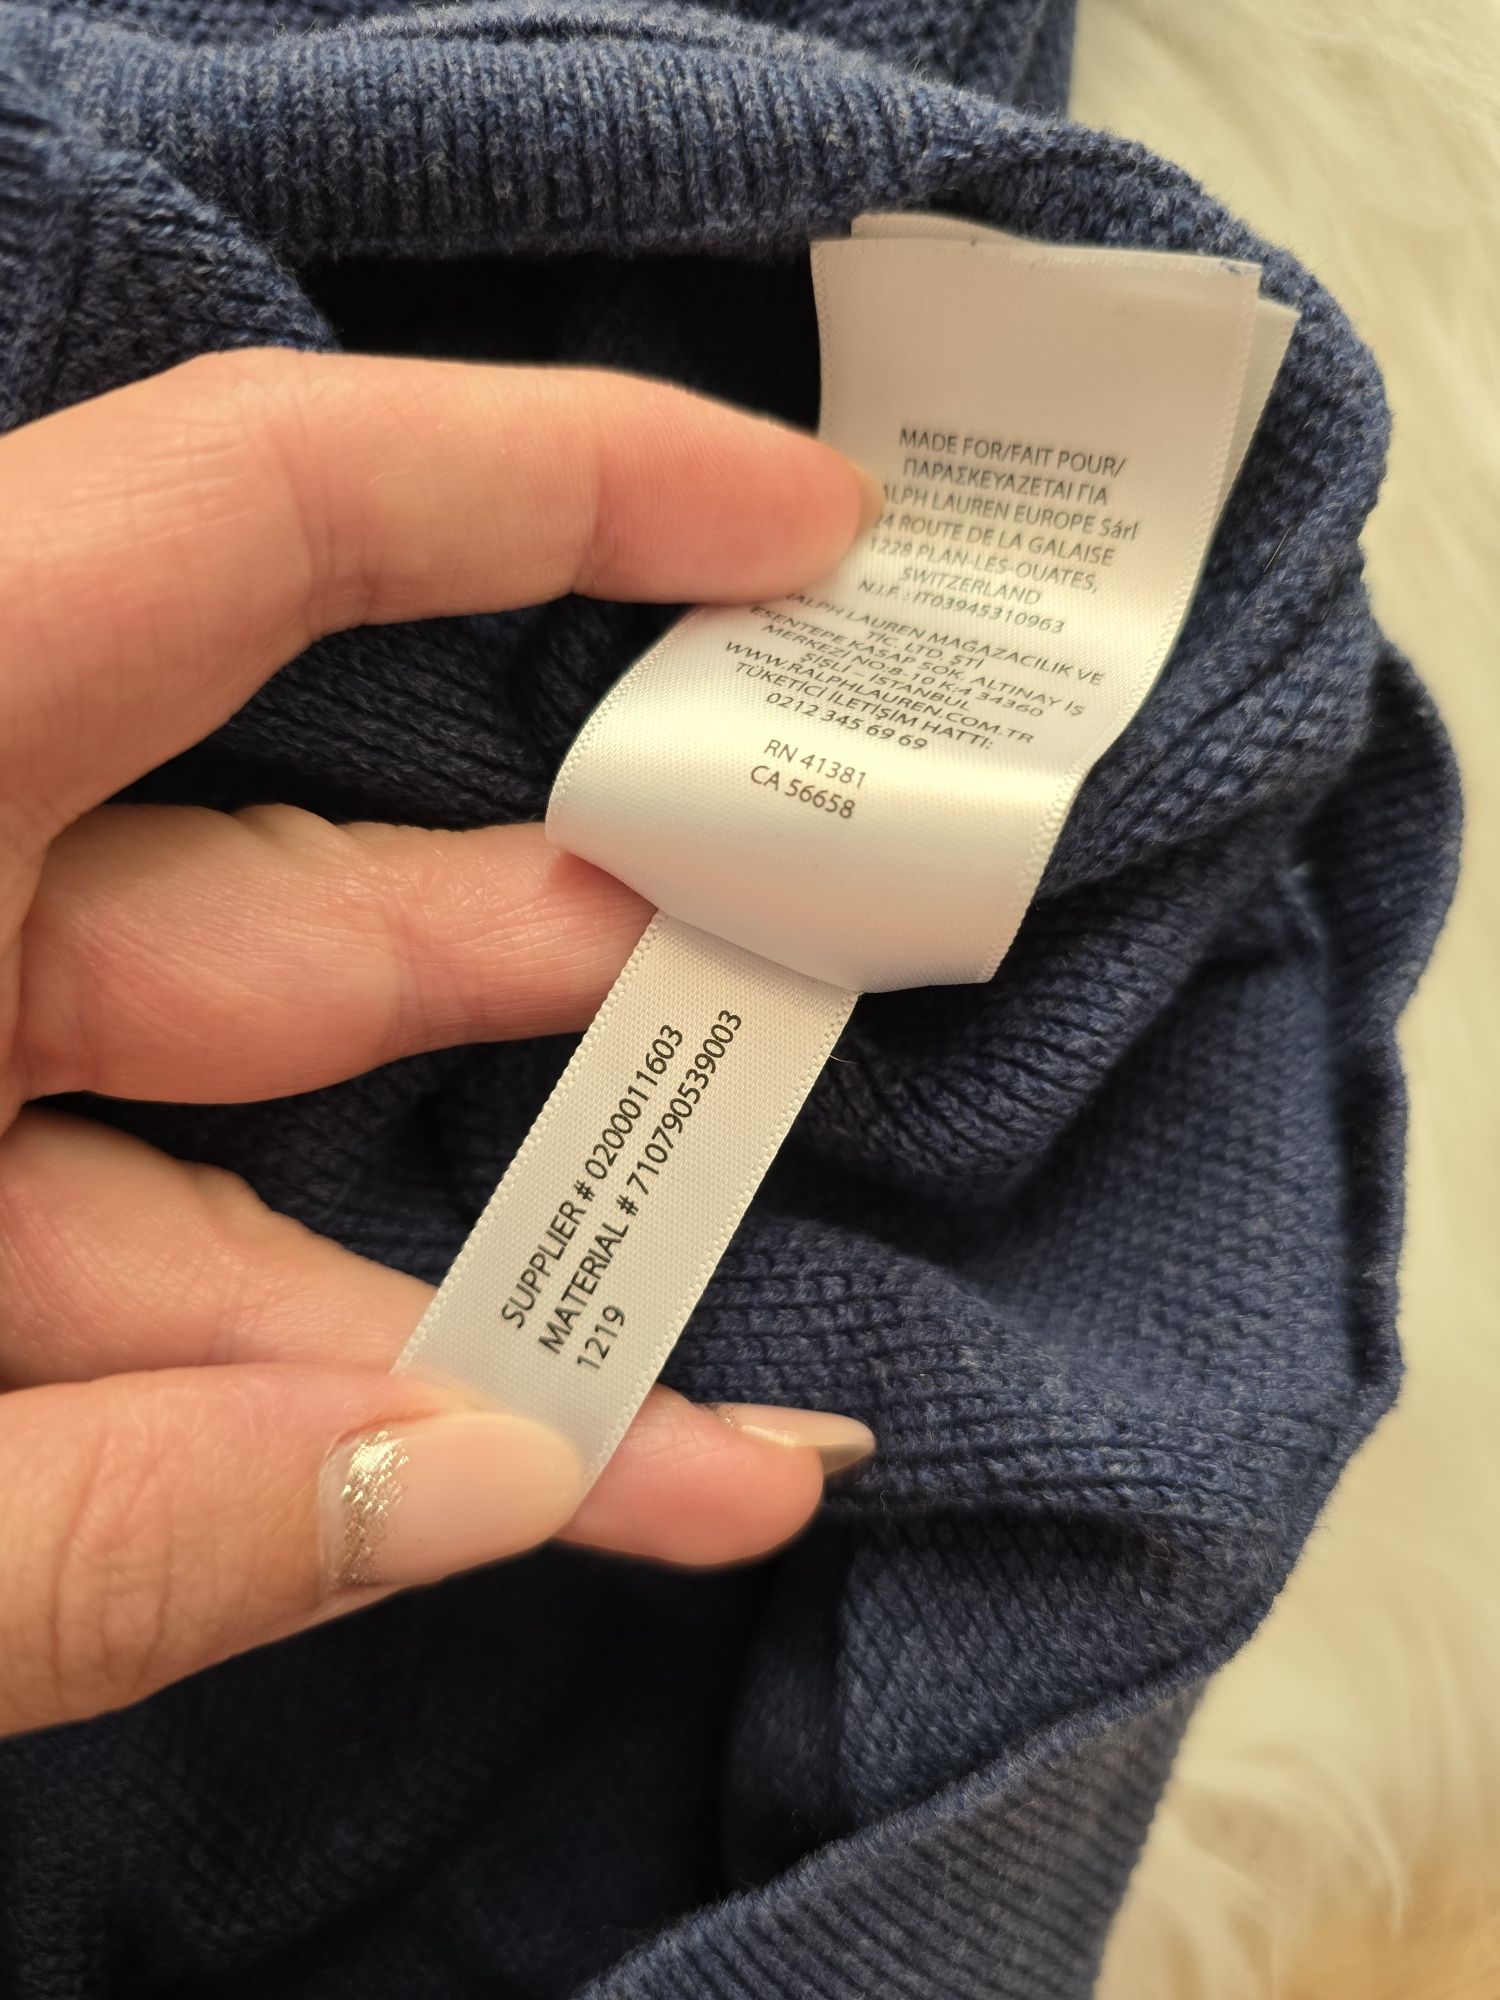 MADE FOR/FAIT POUR/
ΠΑΡΑΣΚΕΥΑΖΕΤΑΙ ΓΙΑ
ALPH LAUREN EUROPE Sárl
24 ROUTE DE LA GALAISE
1228 PLAN-LES-OUATES,
SWITZERLAND
N.I.F. : IT03945310963
ALPH LAUREN MAĞAZACILIK VE
TİC. LTD. ŞTİ
ESENTEPE KASAP SOK. ALTINAY İŞ
MERKEZİ NO:8-10 K:4 34360
ŞİŞLİ – İSTANBUL
WWW.RALPHLAUREN.COM.TR
TÜKETİCİ İLETİŞİM HATTI:
0212 345 69 69
RN 41381
CA 56658
SUPPLIER # 0200011603
MATERIAL # 710790539003
1219